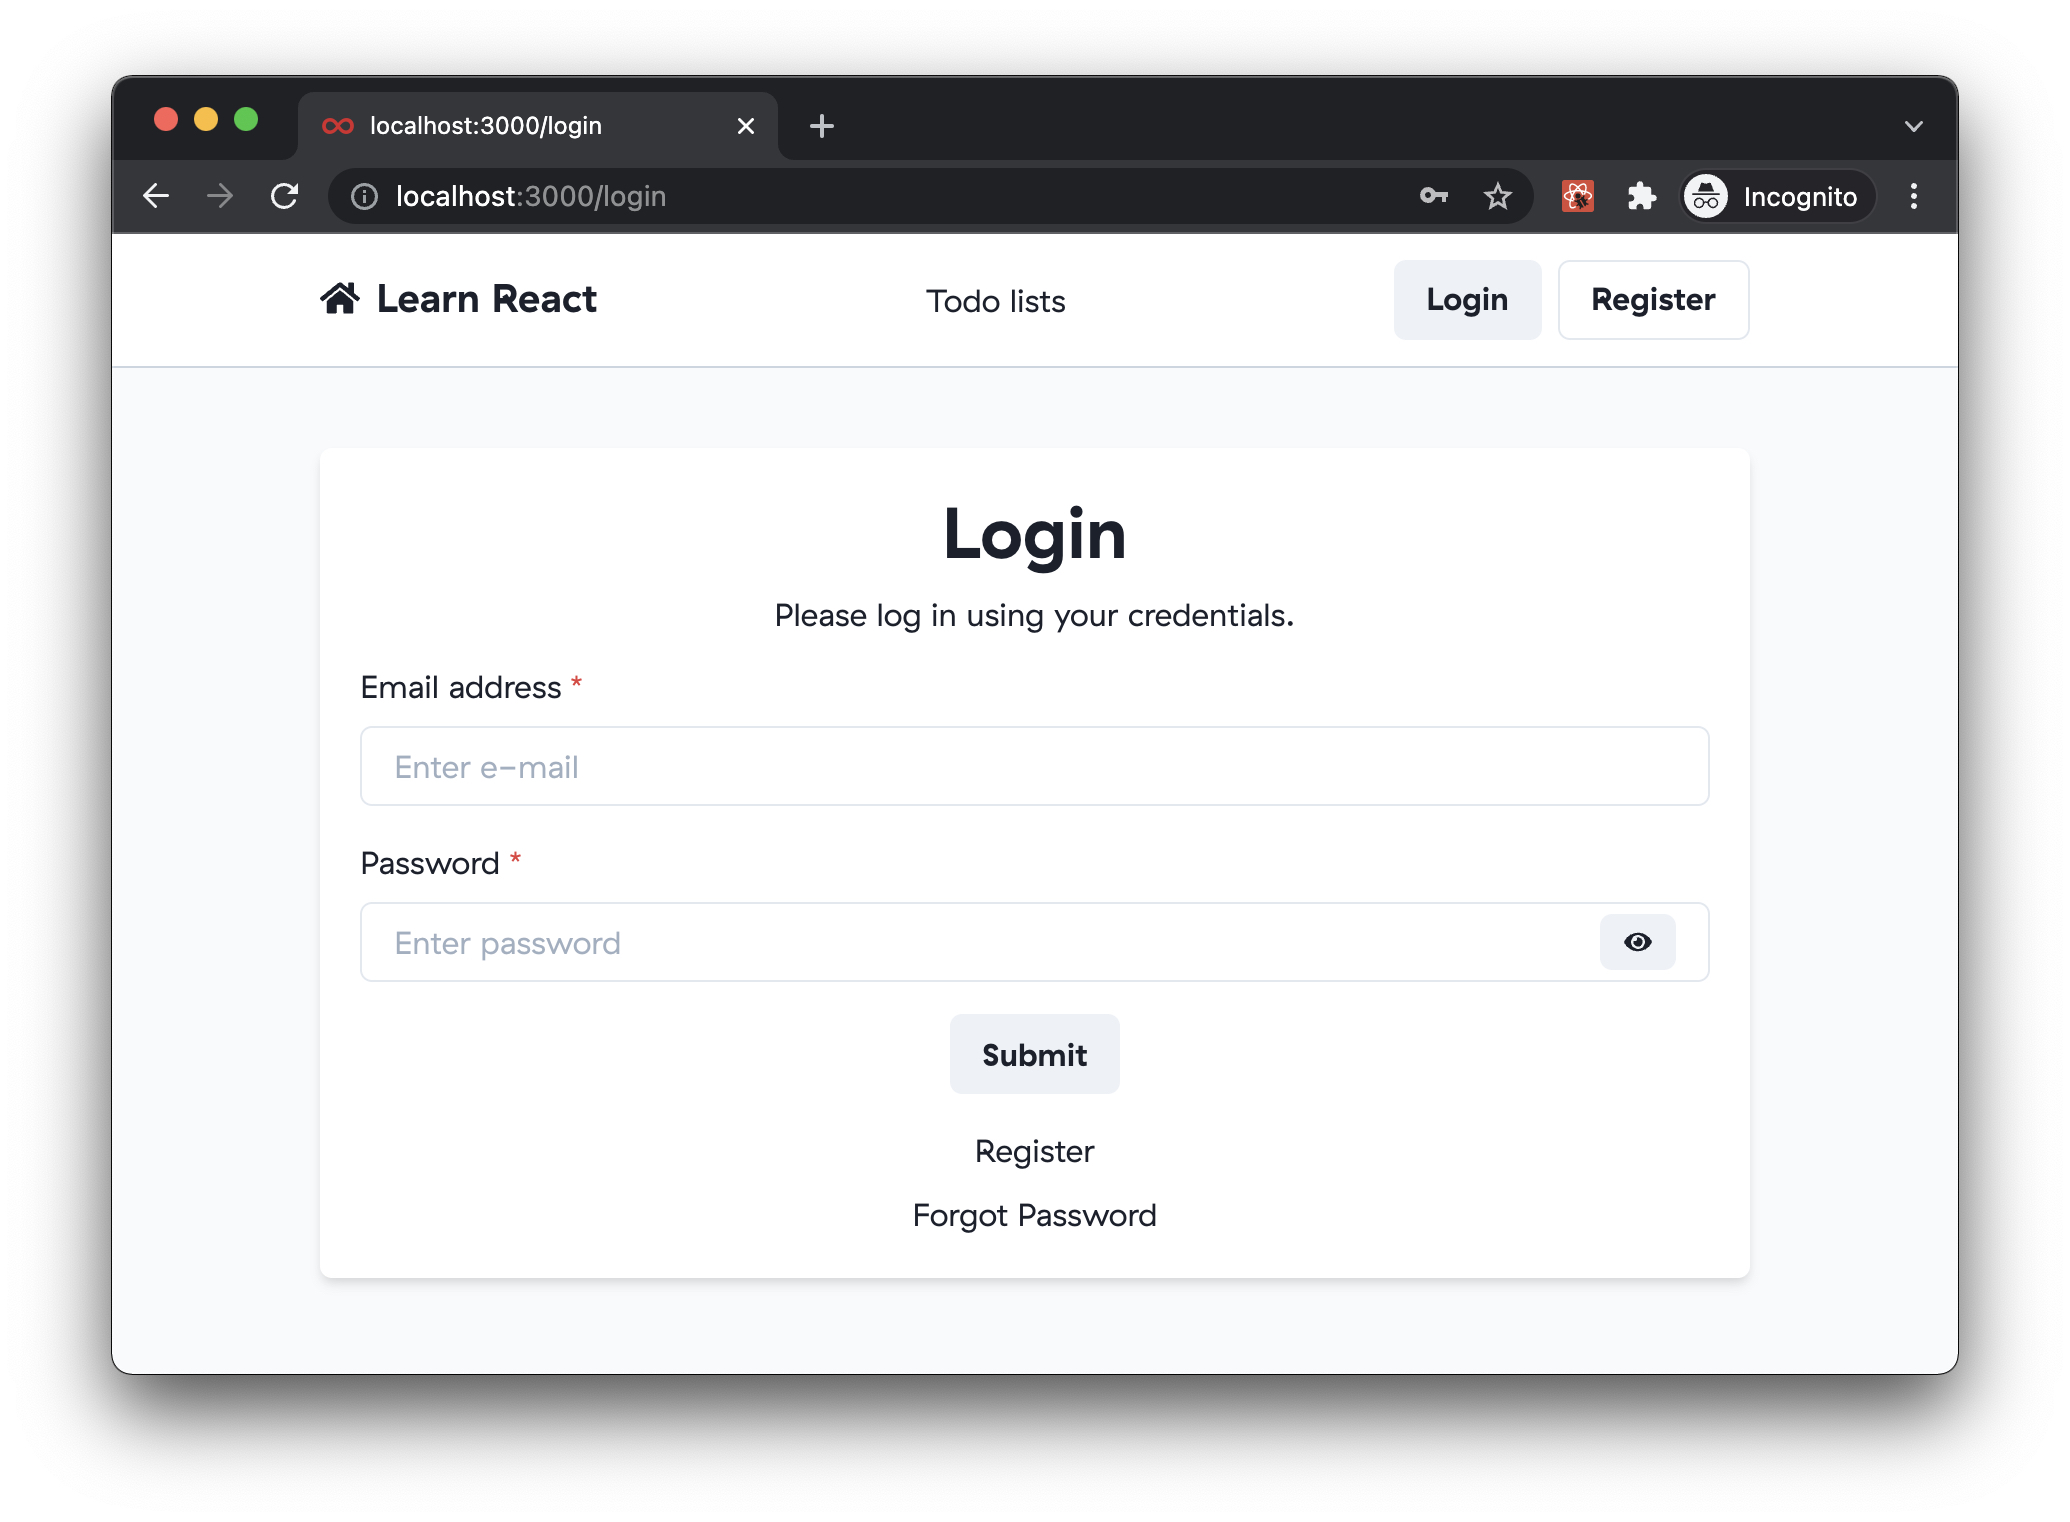 localhost:3000/login
localhost:3000/login
Incognito
Learn React
Todo lists
Login
Register
Login
Please log in using your credentials.
Email address *
Enter e-mail
Password *
Enter password
Submit
Register
Forgot Password